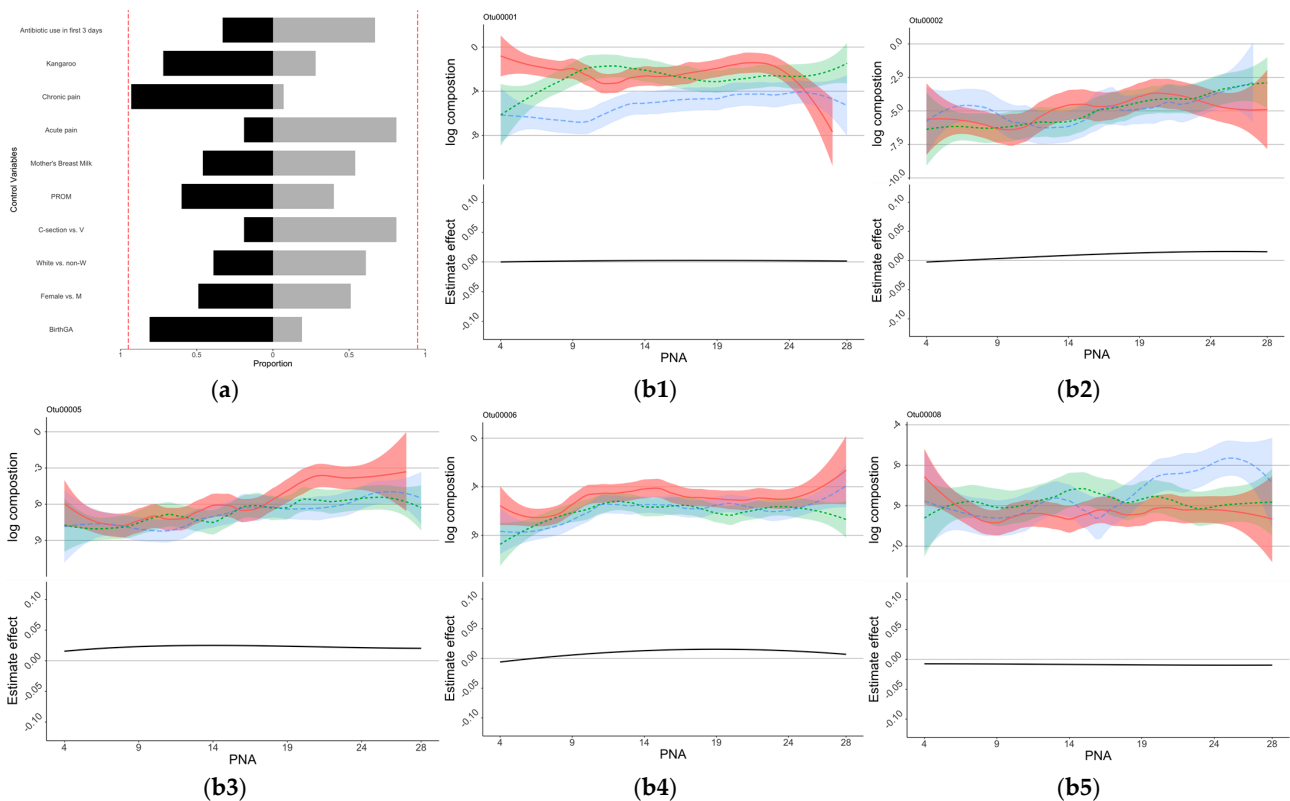 Control Variables
Antibiotic use in first 3 days
Kangaroo
Chronic pain
Acute pain
Mother's Breast Milk
PROM
C-section vs. V
White vs. non-W
Female vs. M
BirthGA
1 0.5 0 0.5 1
Proportion
(a)
Otu00001
log compostion
0
-8
Estimate effect
0.10
0.05
0.00
-0.05
-0.10
4 9 14 19 24 28
PNA
(b1)
Otu00002
log compostion
0.0
-2.5
-5.0
-7.5
-10.0
Estimate effect
0.10
0.05
0.00
-0.05
-0.10
4 9 14 19 24 28
PNA
(b2)
Otu00005
log compostion
0
-3
-6
-9
Estimate effect
0.10
0.05
0.00
-0.05
-0.10
4 9 14 19 24 28
PNA
(b3)
Otu00006
log compostion
0
-4
-8
Estimate effect
0.10
0.05
0.00
-0.05
-0.10
4 9 14 19 24 28
PNA
(b4)
Otu00008
log compostion
-4
-6
-8
-10
Estimate effect
0.10
0.05
0.00
-0.05
-0.10
4 9 14 19 24 28
PNA
(b5)